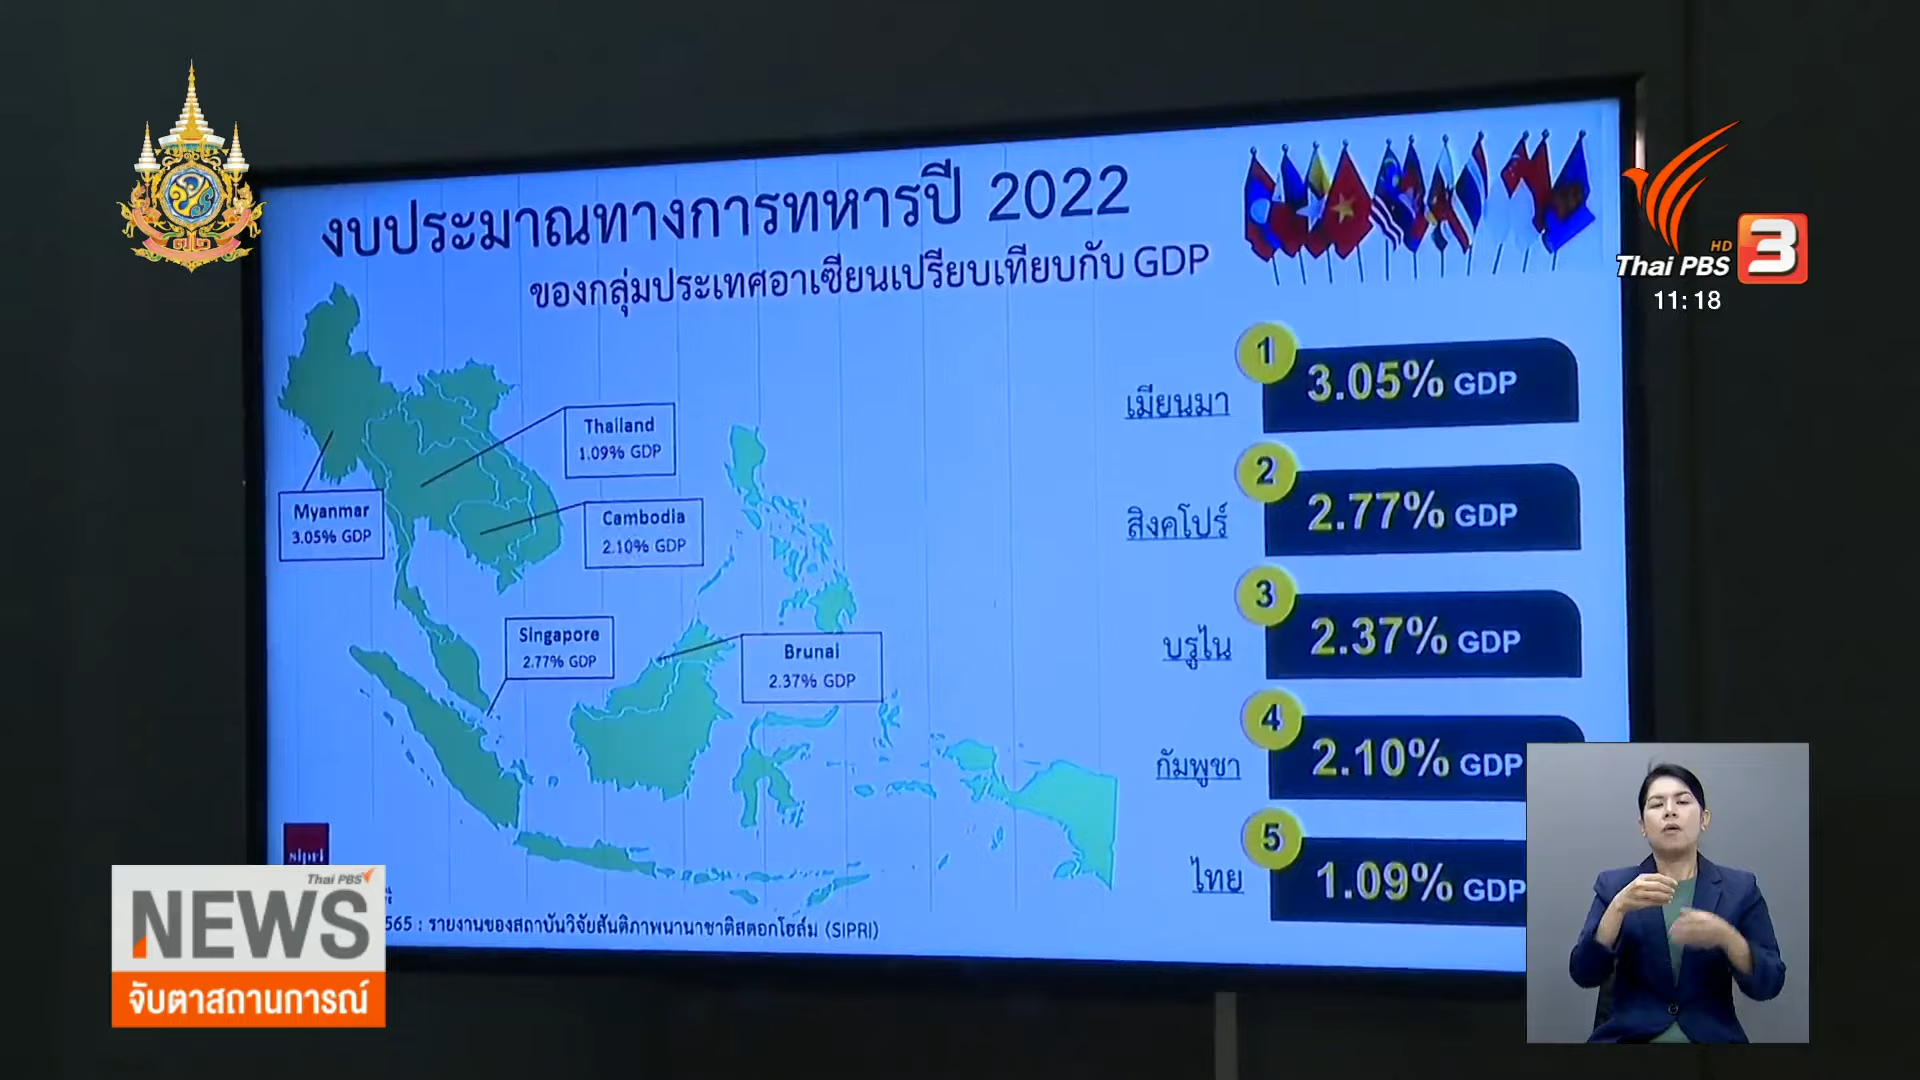 งบประมาณทางการทหารปี 2022
ของกลุ่มประเทศอาเซียนเปรียบเทียบกับ GDP
HD
Thai PBS 3
11:18
Thailand
1.09% GDP
Myanmar
3.05% GDP
Cambodia
2.10% GDP
Singapore
2.77% GDP
Brunai
2.37% GDP
เมียนมา 1 3.05% GDP
สิงคโปร์ 2 2.77% GDP
บรูไน 3 2.37% GDP
กัมพูชา 4 2.10% GDP
ไทย 5 1.09% GDP
sipri
565 : รายงานของสถาบันวิจัยสันติภาพนานาชาติสตอกโฮล์ม (SIPRI)
Thai PBS
NEWS
จับตาสถานการณ์
๗๒